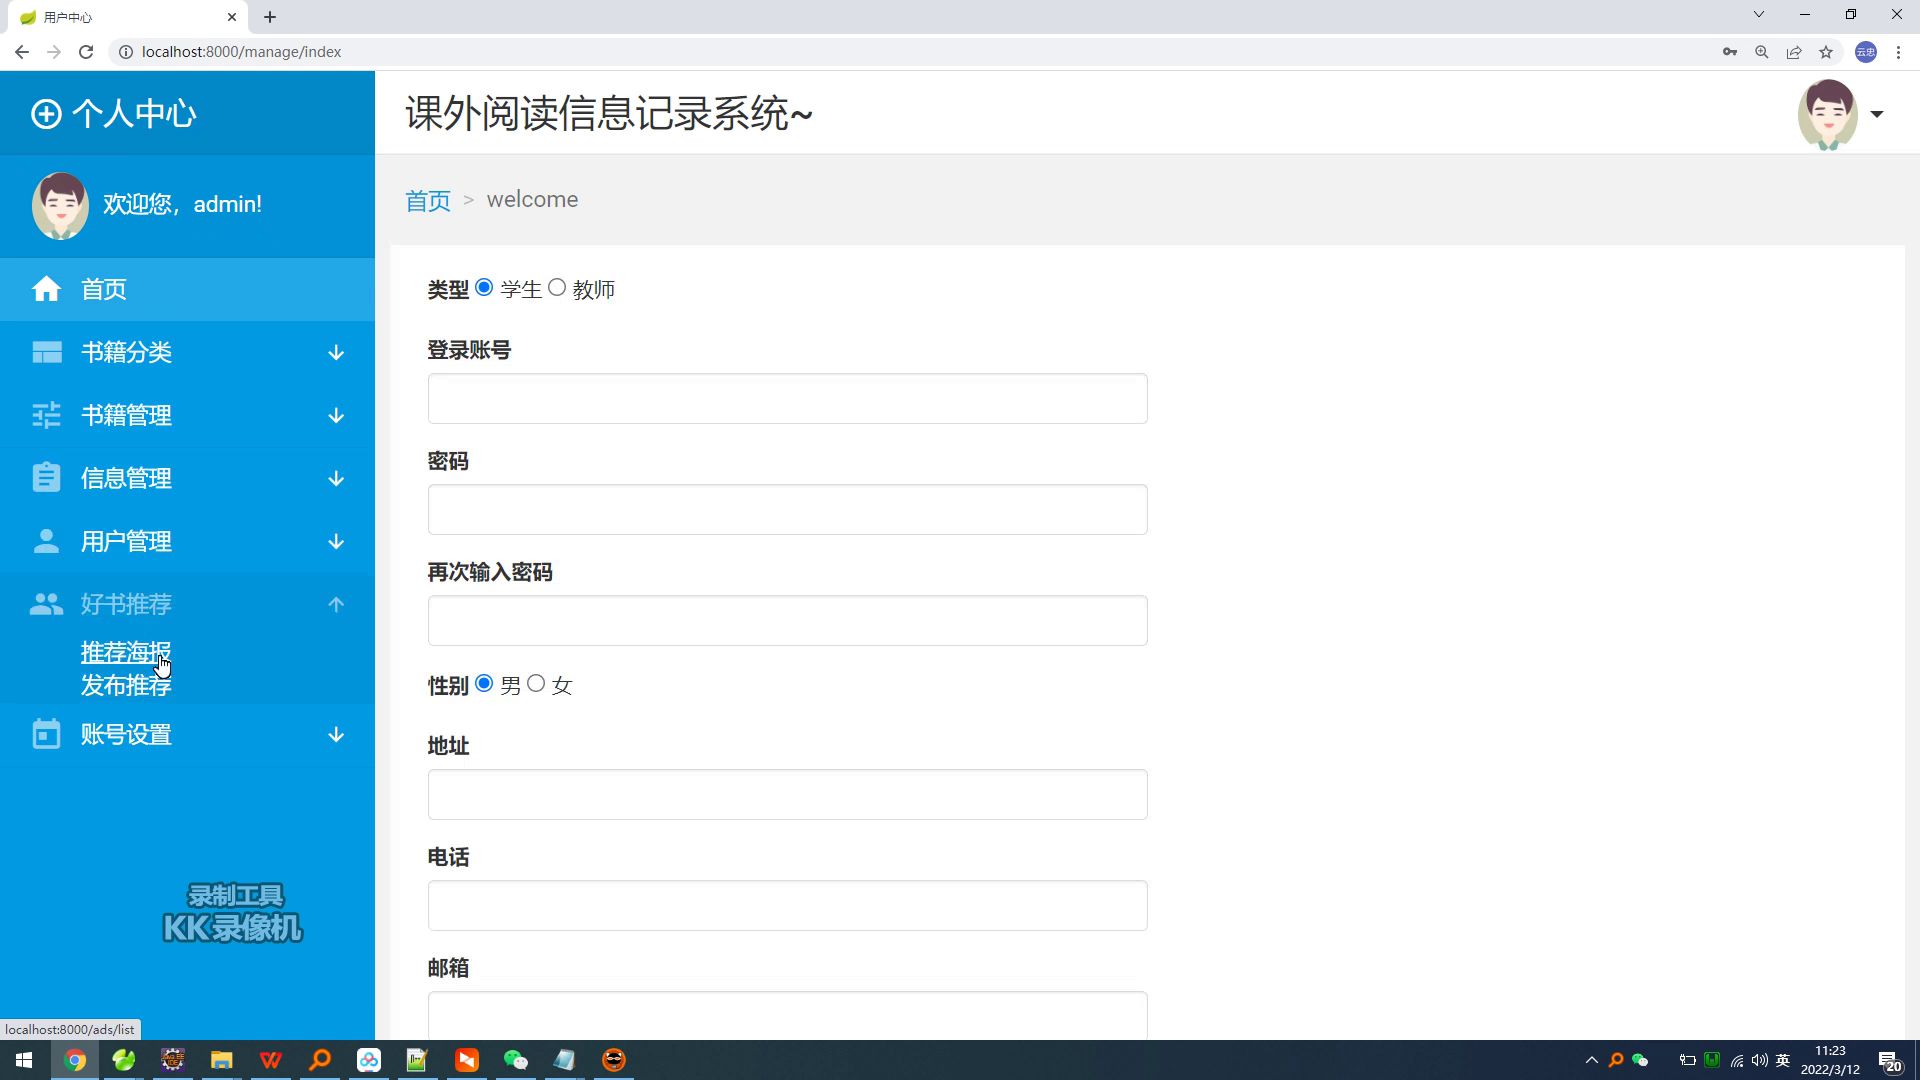 用户中心
localhost:8000/manage/index
云忠
个人中心
课外阅读信息记录系统~
欢迎您，admin!
首页 > welcome
首页
书籍分类
书籍管理
信息管理
用户管理
好书推荐
推荐海报
发布推荐
账号设置
类型 学生 教师
登录账号
密码
再次输入密码
性别 男 女
地址
电话
邮箱
录制工具
KK录像机
localhost:8000/ads/list
英
11:23
2022/3/12
20